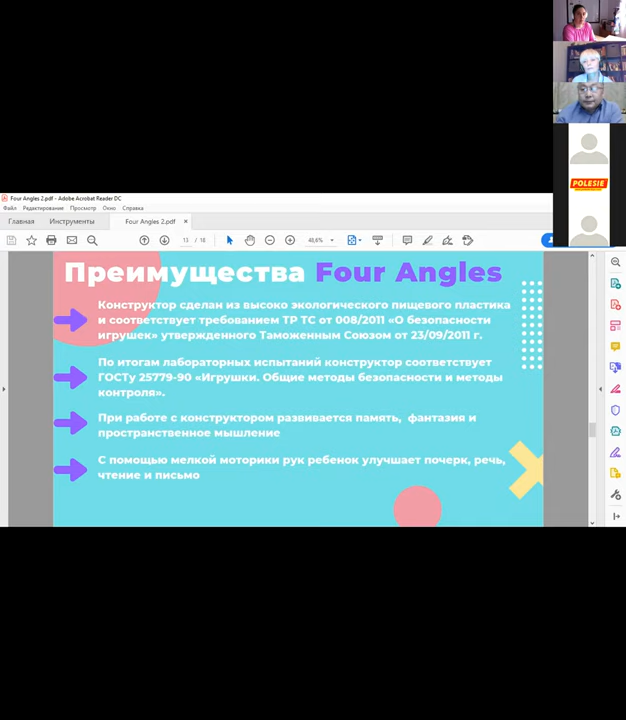 Four Angles 2.pdf - Adobe Acrobat Reader DC
Файл Редактирование Просмотр Окно Справка
Главная Инструменты Four Angles 2.pdf ×
13 / 18 48,6%
POLESIE
Преимущества Four Angles
Конструктор сделан из высоко экологического пищевого пластика
и соответствует требованием ТР ТС от 008/2011 «О безопасности
игрушек» утвержденного Таможенным Союзом от 23/09/2011 г.
По итогам лабораторных испытаний конструктор соответствует
ГОСТу 25779-90 «Игрушки. Общие методы безопасности и методы
контроля».
При работе с конструктором развивается память, фантазия и
пространственное мышление
С помощью мелкой моторики рук ребенок улучшает почерк, речь,
чтение и письмо